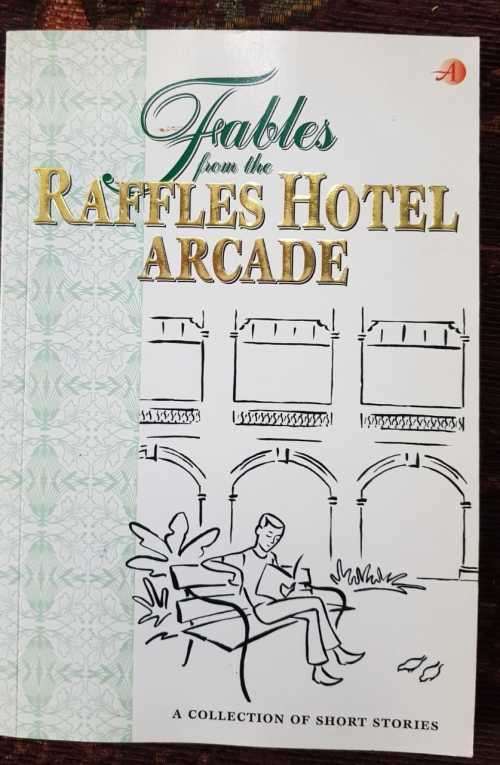 A
Fables
from the
RAFFLES HOTEL
ARCADE
A COLLECTION OF SHORT STORIES